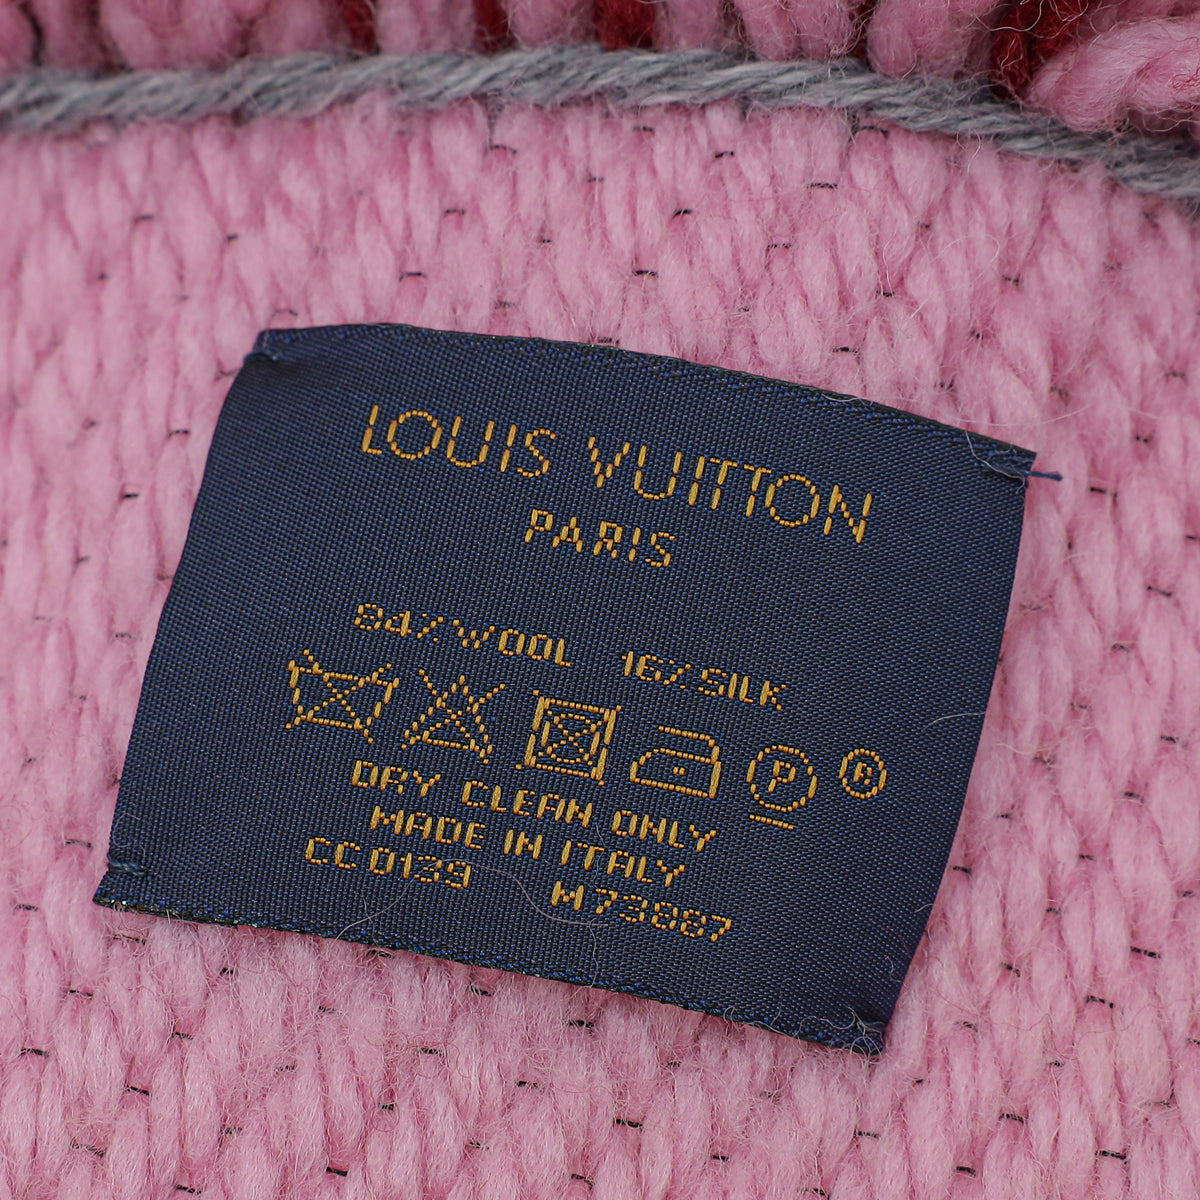 LOUIS VUITTON
PARIS
84% WOOL 16% SILK
P R
DRY CLEAN ONLY
MADE IN ITALY
CC0139 M73887